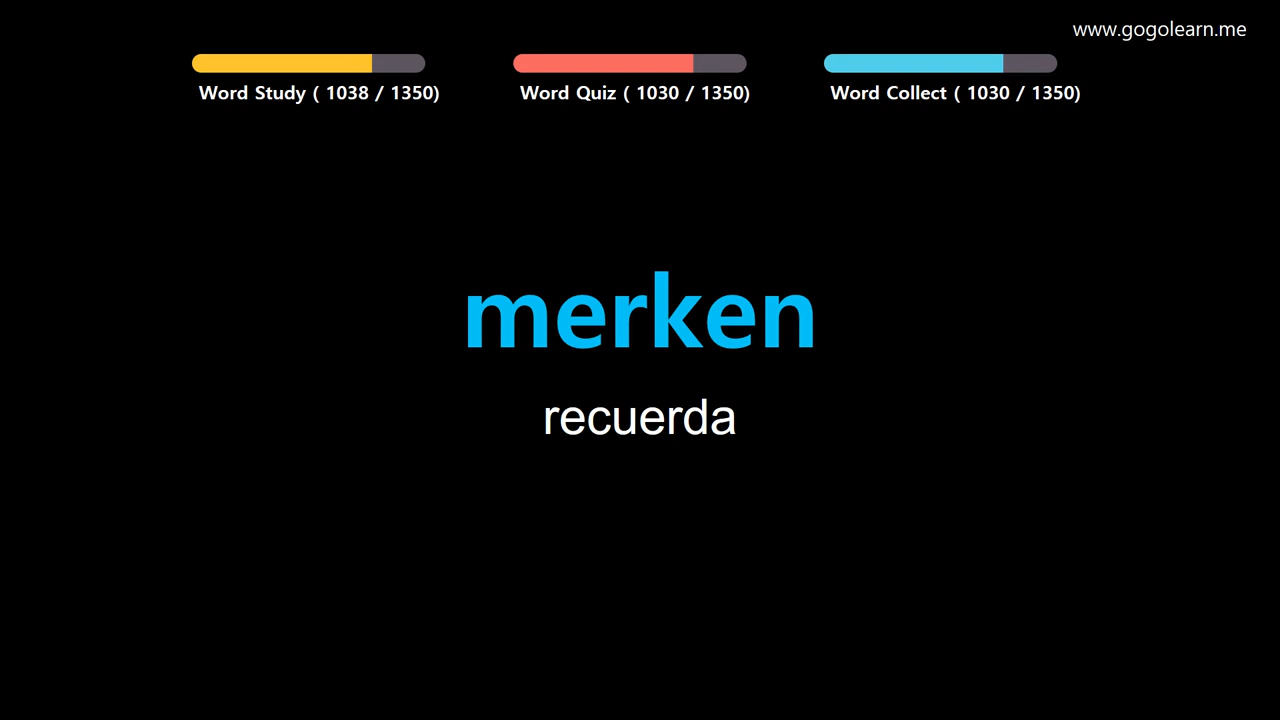 www.gogolearn.me
Word Study ( 1038 / 1350)
Word Quiz ( 1030 / 1350)
Word Collect ( 1030 / 1350)
merken
recuerda